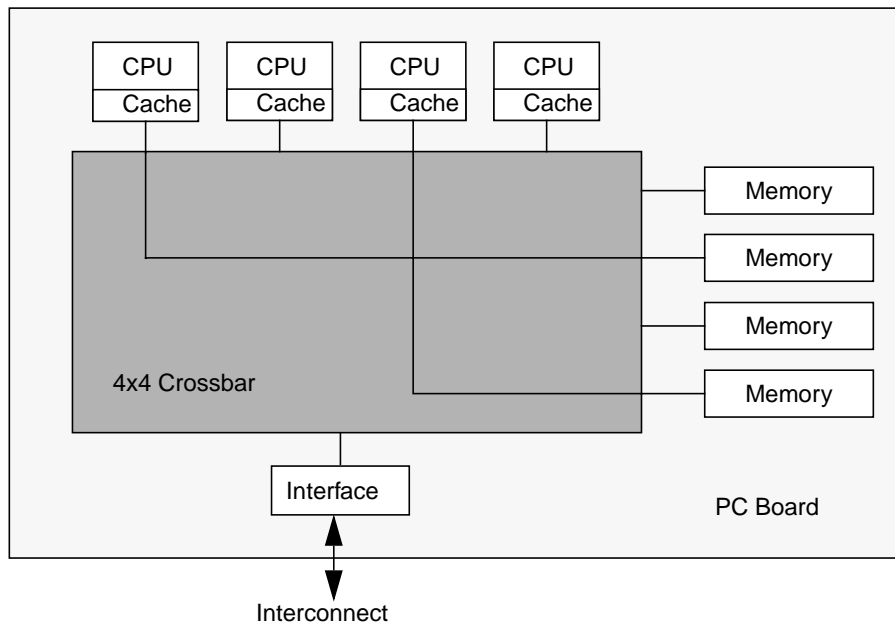 CPU
Cache
CPU
Cache
CPU
Cache
CPU
Cache
Memory
Memory
Memory
Memory
4x4 Crossbar
Interface
PC Board
Interconnect